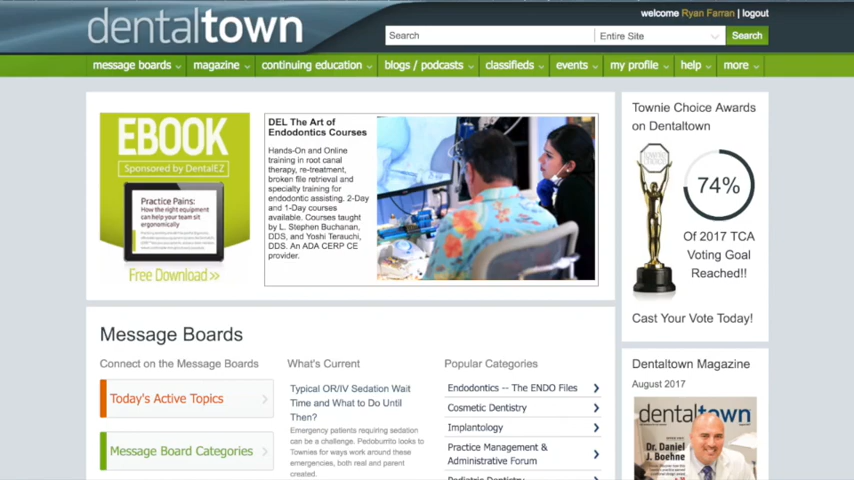 dentaltown
welcome Ryan Farran | logout
Search
Entire Site
Search
message boards
magazine
continuing education
blogs / podcasts
classifieds
events
my profile
help
more
EBOOK
Sponsored by DentalEZ
Practice Pains:
How the right equipment
can help your team sit
ergonomically
Free Download >>
DEL The Art of
Endodontics Courses
Hands-On and Online
training in root canal
therapy, re-treatment,
broken file retrieval and
specialty training for
endodontic assisting. 2-Day
and 1-Day courses
available. Courses taught
by L. Stephen Buchanan,
DDS, and Yoshi Terauchi,
DDS. An ADA CERP CE
provider.
Townie Choice Awards
on Dentaltown
74%
Of 2017 TCA
Voting Goal
Reached!!
Cast Your Vote Today!
Message Boards
Connect on the Message Boards
Today's Active Topics
Message Board Categories
What's Current
Typical OR/IV Sedation Wait
Time and What to Do Until
Then?
Emergency patients requiring sedation
can be a challenge. Pedoburrito looks to
Townies for ways work around these
emergencies, both real and parent
created.
Popular Categories
Endodontics -- The ENDO Files
Cosmetic Dentistry
Implantology
Practice Management &
Administrative Forum
Pediatric Dentistry
Dentaltown Magazine
August 2017
dentaltown
Dr. Daniel
J. Boehne